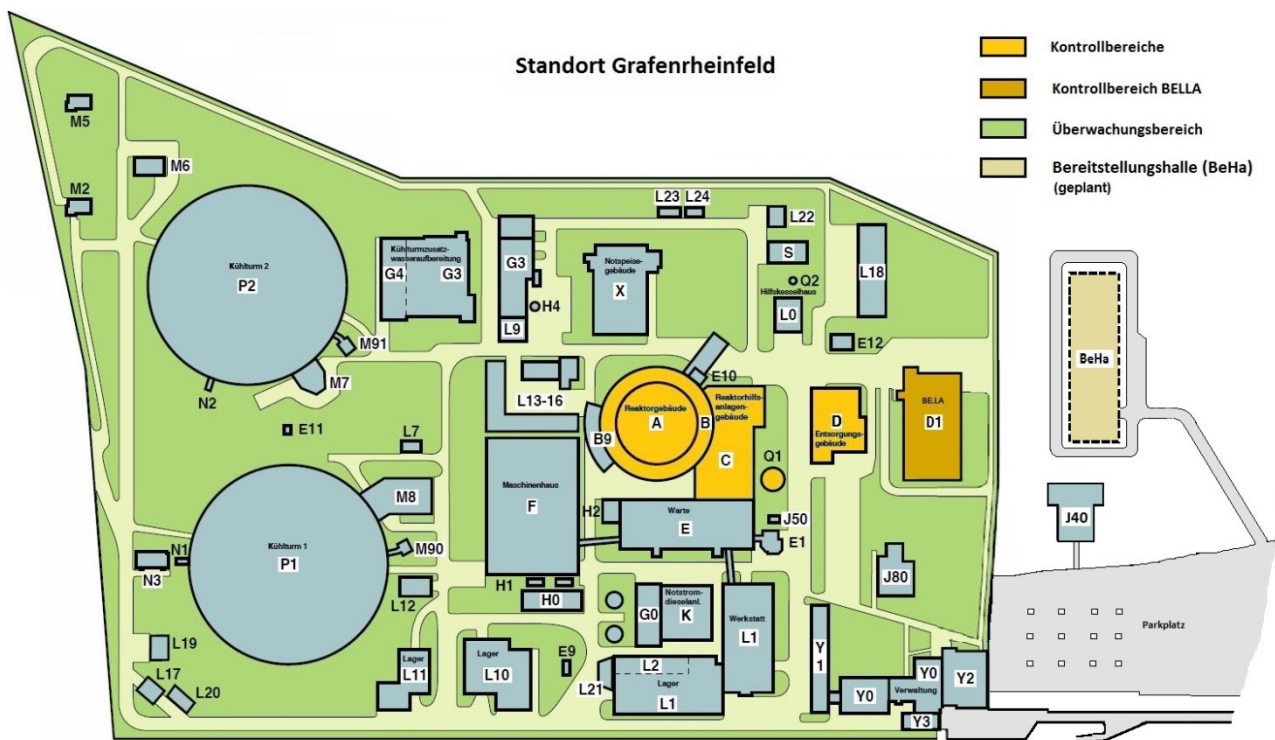 Standort Grafenrheinfeld
Kontrollbereiche
Kontrollbereich BELLA
Überwachungsbereich
Bereitstellungshalle (BeHa)
(geplant)
M5
M6
M2
Kühlturm 2
P2
M91
M7
N2
E11
Kühlturmzusatz-
wasseraufbereitung
G4
G3
G3
H4
L9
L23
L24
L22
S
Q2
Hilfskesselhaus
L0
L18
E12
Notspeise-
gebäude
X
L13-16
E10
Reaktorgebäude
A
B
B9
Reaktorhilfs-
anlagen-
gebäude
C
D
Entsorgungs-
gebäude
BELLA
D1
BeHa
Q1
L7
M8
Maschinenhaus
F
H2
Warte
E
J50
E1
J40
J80
Kühlturm 1
P1
N1
N3
M90
L12
H1
H0
G0
Notstrom-
dieselanl.
K
Werkstatt
L1
Y
1
Parkplatz
L19
L17
L20
Lager
L11
Lager
L10
E9
L21
L2
Lager
L1
Y0
Verwaltung
Y0
Y2
Y3